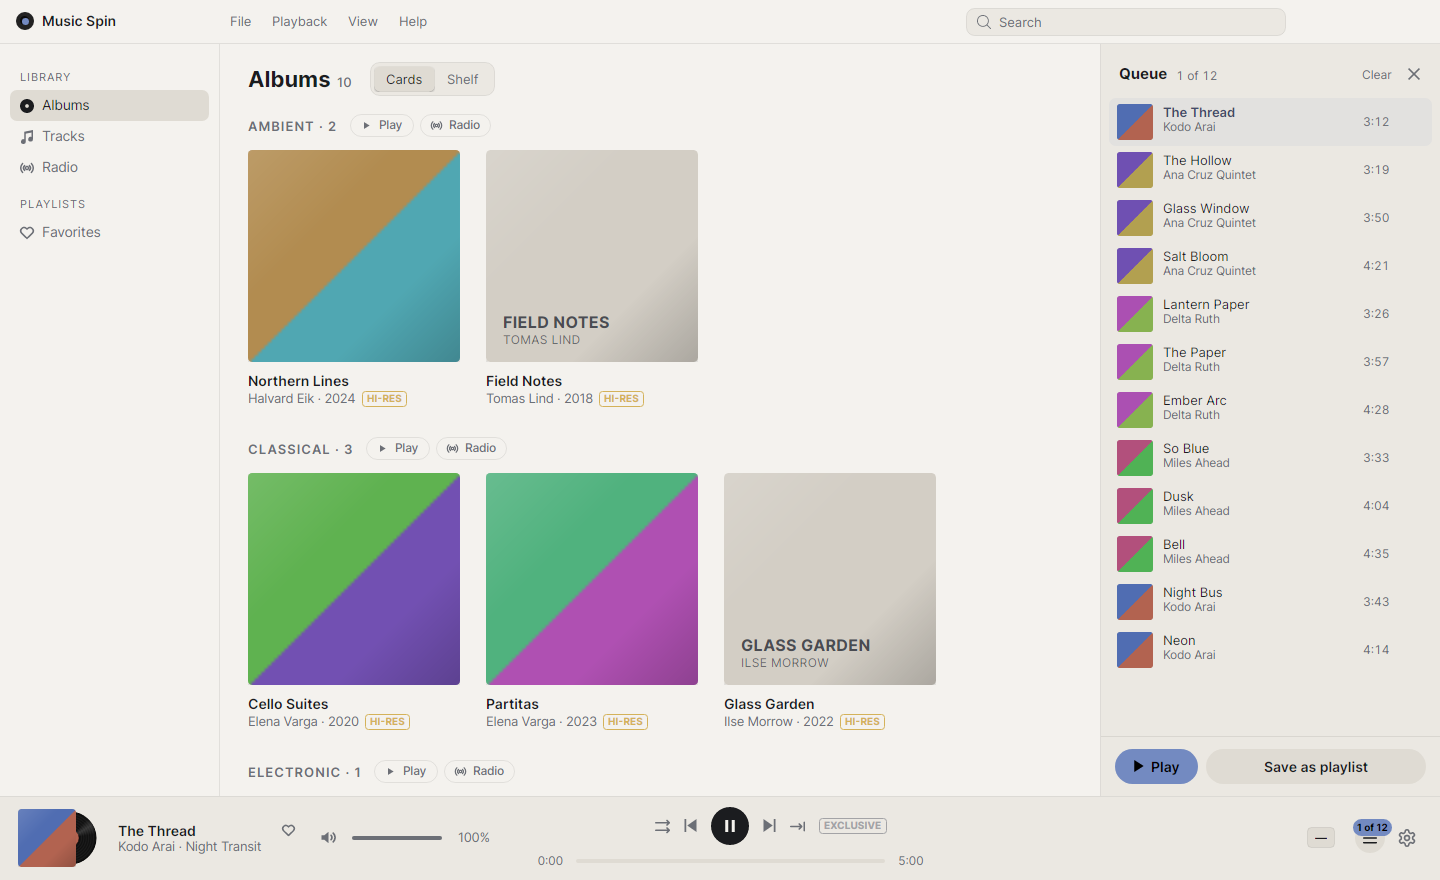 Music Spin
File Playback View Help
Search
LIBRARY
Albums
Tracks
Radio
PLAYLISTS
Favorites
Albums 10
Cards Shelf
AMBIENT · 2 Play Radio
FIELD NOTES
TOMAS LIND
Northern Lines
Halvard Eik · 2024 HI-RES
Field Notes
Tomas Lind · 2018 HI-RES
CLASSICAL · 3 Play Radio
GLASS GARDEN
ILSE MORROW
Cello Suites
Elena Varga · 2020 HI-RES
Partitas
Elena Varga · 2023 HI-RES
Glass Garden
Ilse Morrow · 2022 HI-RES
ELECTRONIC · 1 Play Radio
Queue 1 of 12 Clear
The Thread
Kodo Arai
3:12
The Hollow
Ana Cruz Quintet
3:19
Glass Window
Ana Cruz Quintet
3:50
Salt Bloom
Ana Cruz Quintet
4:21
Lantern Paper
Delta Ruth
3:26
The Paper
Delta Ruth
3:57
Ember Arc
Delta Ruth
4:28
So Blue
Miles Ahead
3:33
Dusk
Miles Ahead
4:04
Bell
Miles Ahead
4:35
Night Bus
Kodo Arai
3:43
Neon
Kodo Arai
4:14
Play Save as playlist
The Thread
Kodo Arai · Night Transit
100%
EXCLUSIVE
0:00 5:00
1 of 12